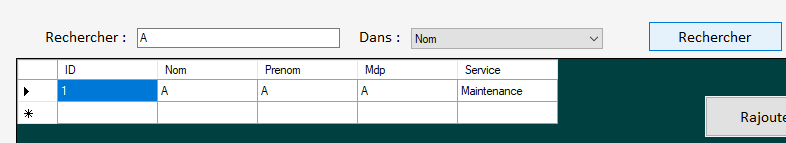 Rechercher : A Dans : Nom Rechercher
ID Nom Prenom Mdp Service
1 A A A Maintenance
Rajoute